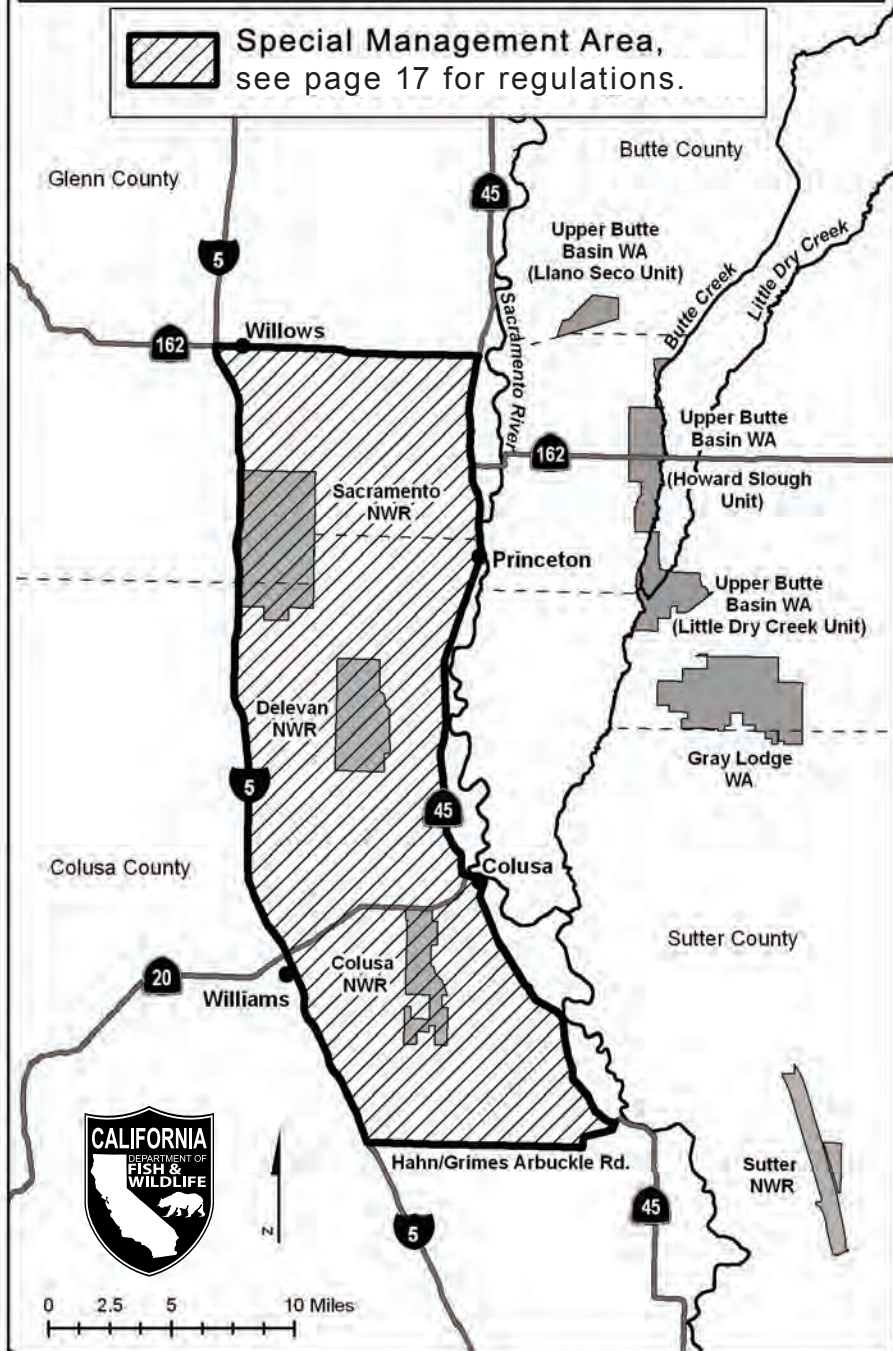 Special Management Area,
see page 17 for regulations.
Glenn County
Butte County
45
5
Upper Butte
Basin WA
(Llano Seco Unit)
Butte Creek
Little Dry Creek
Sacramento River
162
Willows
Upper Butte
Basin WA
162
(Howard Slough
Unit)
Sacramento
NWR
Princeton
Upper Butte
Basin WA
(Little Dry Creek Unit)
Delevan
NWR
Gray Lodge
WA
5
45
Colusa County
Colusa
Sutter County
20
Williams
Colusa
NWR
CALIFORNIA
DEPARTMENT OF
FISH &
WILDLIFE
N
Hahn/Grimes Arbuckle Rd.
Sutter
NWR
5
45
0 2.5 5 10 Miles